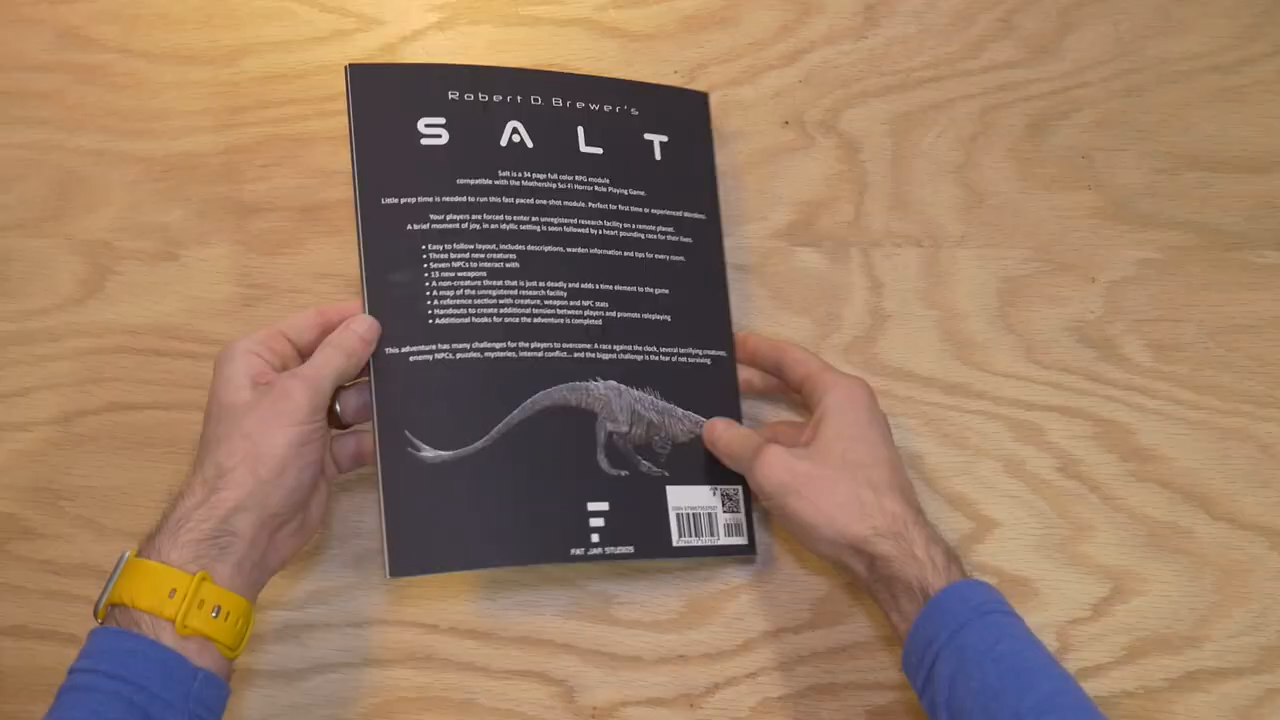 Robert D. Brewer's
SALT
Salt is a 34 page full color RPG module
compatible with the Mothership Sci-Fi Horror Role Playing Game.
Little prep time is needed to run this fast paced one-shot module. Perfect for first time or experienced Wardens.
Your players are forced to enter an unregistered research facility on a remote planet.
A brief moment of joy, in an idyllic setting is soon followed by a heart pounding race for their lives.
• Easy to follow layout, includes descriptions, warden information and tips for every room.
• Three brand new creatures
• Seven NPCs to interact with
• 13 new weapons
• A non-creature threat that is just as deadly and adds a time element to the game
• A map of the unregistered research facility
• A reference section with creature, weapon and NPC stats
• Handouts to create additional tension between players and promote roleplaying
• Additional hooks for once the adventure is completed
This adventure has many challenges for the players to overcome: A race against the clock, several terrifying creatures,
enemy NPCs, puzzles, mysteries, internal conflict... and the biggest challenge is the fear of not surviving.
FAT JAR STUDIOS